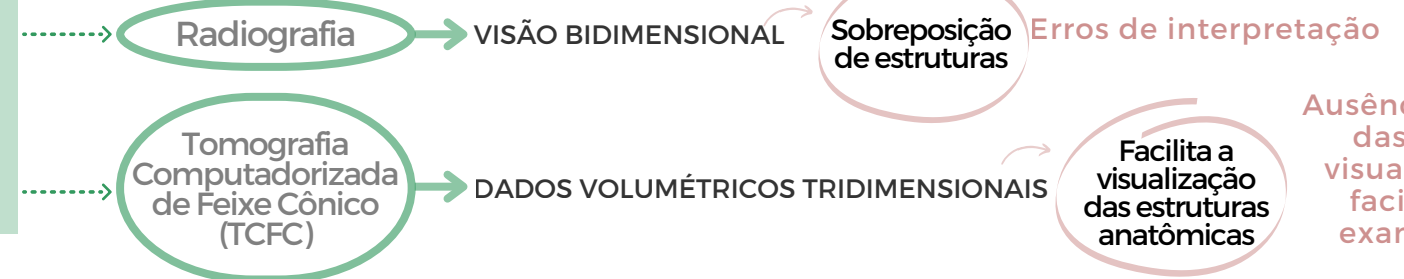 Radiografia
VISÃO BIDIMENSIONAL
Sobreposição
de estruturas
Erros de interpretação
Tomografia
Computadorizada
de Feixe Cônico
(TCFC)
DADOS VOLUMÉTRICOS TRIDIMENSIONAIS
Facilita a
visualização
das estruturas
anatômicas
das